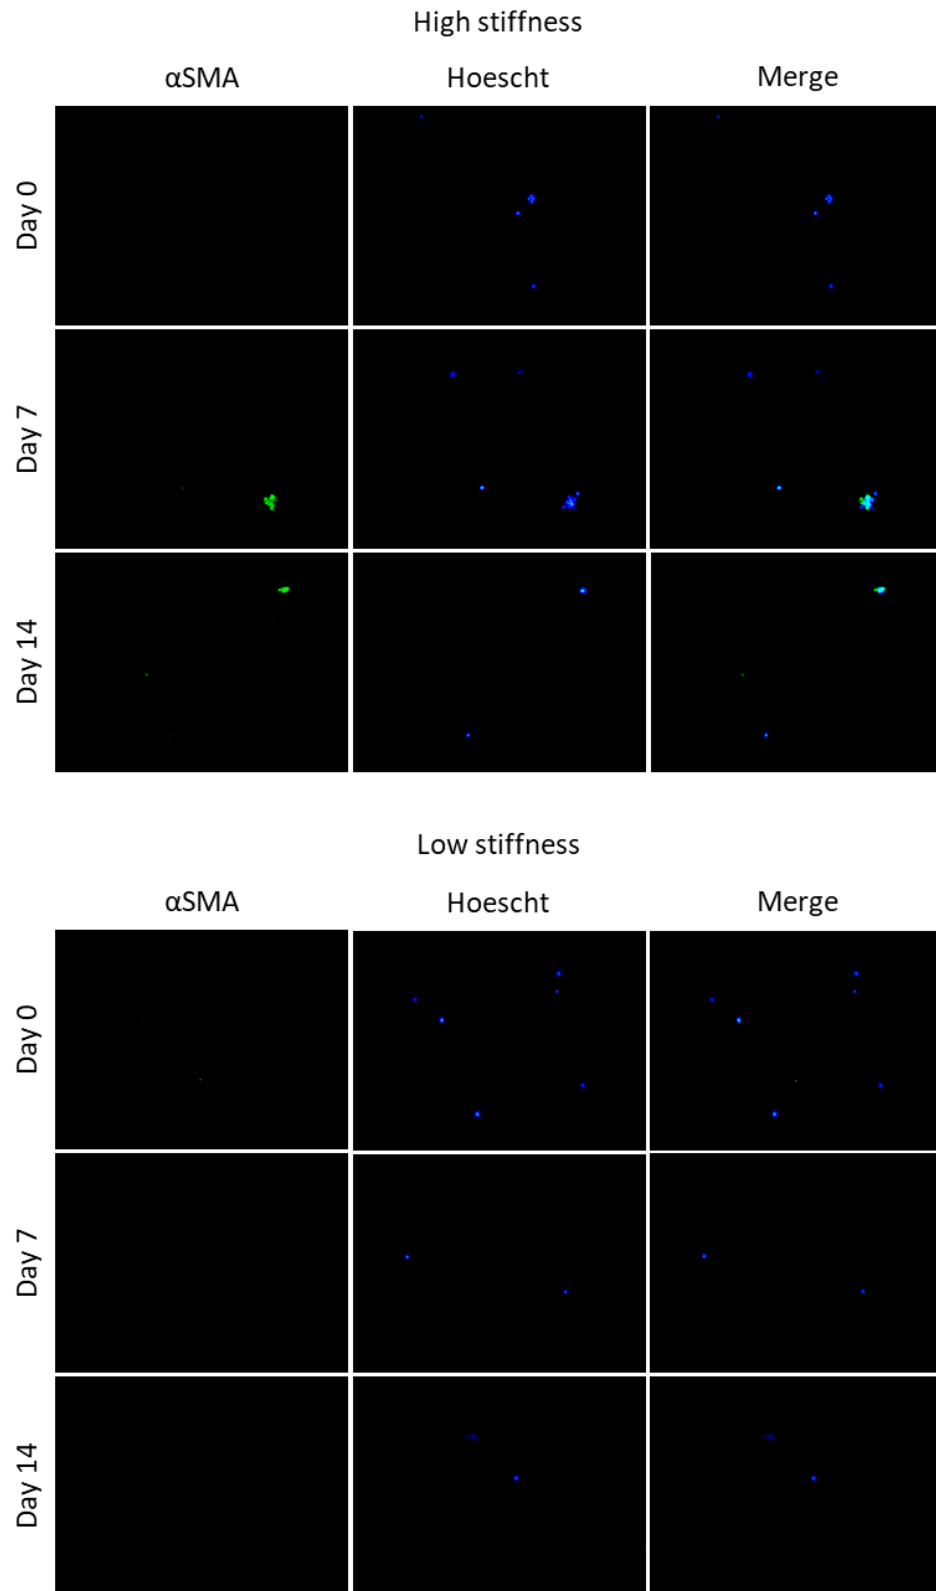 High stiffness
αSMA Hoescht Merge
Day 0
Day 7
Day 14
Low stiffness
αSMA Hoescht Merge
Day 0
Day 7
Day 14